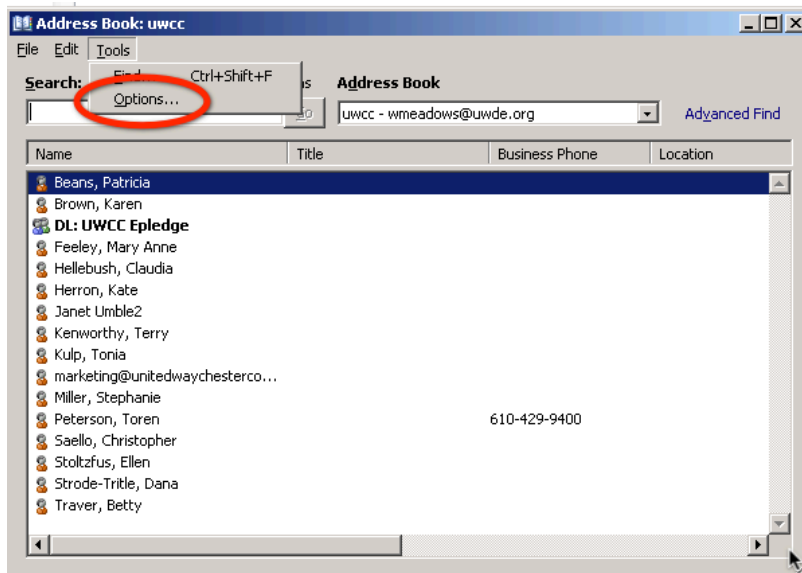 Address Book: uwcc
File Edit Tools
Search: Address Book
Find... Ctrl+Shift+F
Options...
uwcc - wmeadows@uwde.org Advanced Find
Name Title Business Phone Location
Beans, Patricia
Brown, Karen
DL: UWCC Epledge
Feeley, Mary Anne
Hellebush, Claudia
Herron, Kate
Janet Umble2
Kenworthy, Terry
Kulp, Tonia
marketing@unitedwaychesterco...
Miller, Stephanie
Peterson, Toren 610-429-9400
Saello, Christopher
Stoltzfus, Ellen
Strode-Tritle, Dana
Traver, Betty